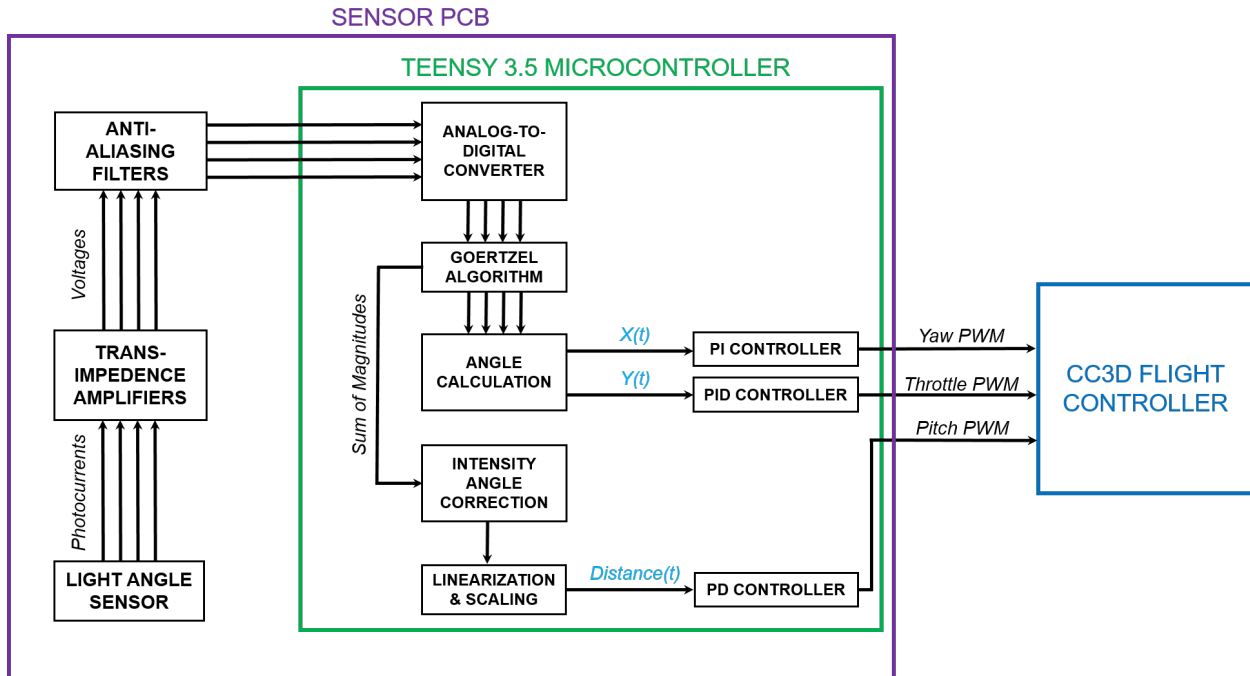 SENSOR PCB
TEENSY 3.5 MICROCONTROLLER
ANTI-
ALIASING
FILTERS
ANALOG-TO-
DIGITAL
CONVERTER
Voltages
GOERTZEL
ALGORITHM
Sum of Magnitudes
TRANS-
IMPEDENCE
AMPLIFIERS
ANGLE
CALCULATION
X(t)
PI CONTROLLER
Yaw PWM
Y(t)
PID CONTROLLER
Throttle PWM
Pitch PWM
CC3D FLIGHT
CONTROLLER
Photocurrents
INTENSITY
ANGLE
CORRECTION
LIGHT ANGLE
SENSOR
LINEARIZATION
& SCALING
Distance(t)
PD CONTROLLER